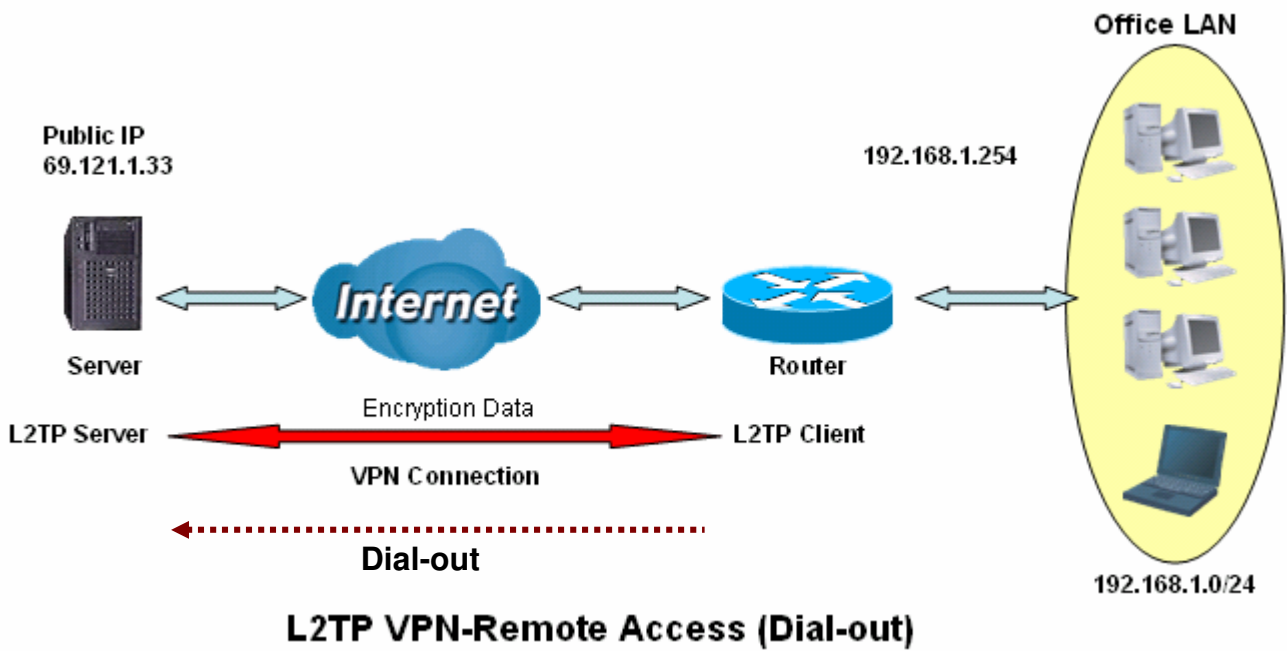 Office LAN
Public IP
69.121.1.33
192.168.1.254
Internet
Server
Router
Encryption Data
L2TP Server
L2TP Client
VPN Connection
Dial-out
192.168.1.0/24
L2TP VPN-Remote Access (Dial-out)